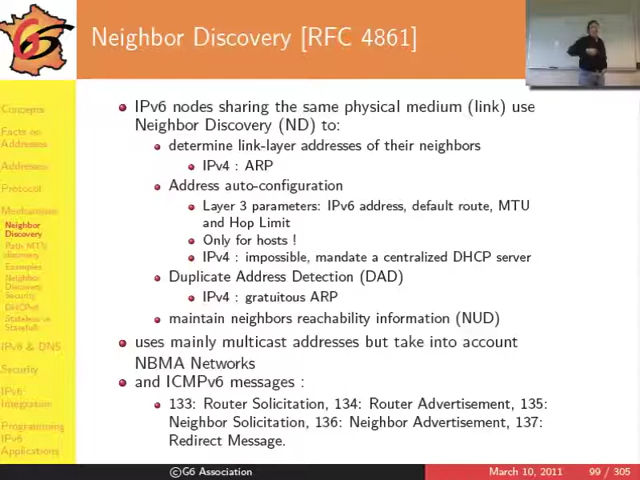 Neighbor Discovery [RFC 4861]
Concepts
Facts on
Addresses
Addresses
Protocol
Mechanisms
Neighbor
Discovery
Path MTU
discovery
Examples
Neighbor
Discovery
Security
DHCPv6
Stateless vs
Statefull
IPv6 & DNS
Security
IPv6
Integration
Programming
IPv6
Applications
IPv6 nodes sharing the same physical medium (link) use
Neighbor Discovery (ND) to:
determine link-layer addresses of their neighbors
IPv4 : ARP
Address auto-configuration
Layer 3 parameters: IPv6 address, default route, MTU
and Hop Limit
Only for hosts !
IPv4 : impossible, mandate a centralized DHCP server
Duplicate Address Detection (DAD)
IPv4 : gratuitous ARP
maintain neighbors reachability information (NUD)
uses mainly multicast addresses but take into account
NBMA Networks
and ICMPv6 messages :
133: Router Solicitation, 134: Router Advertisement, 135:
Neighbor Solicitation, 136: Neighbor Advertisement, 137:
Redirect Message.
©G6 Association
March 10, 2011
99 / 305